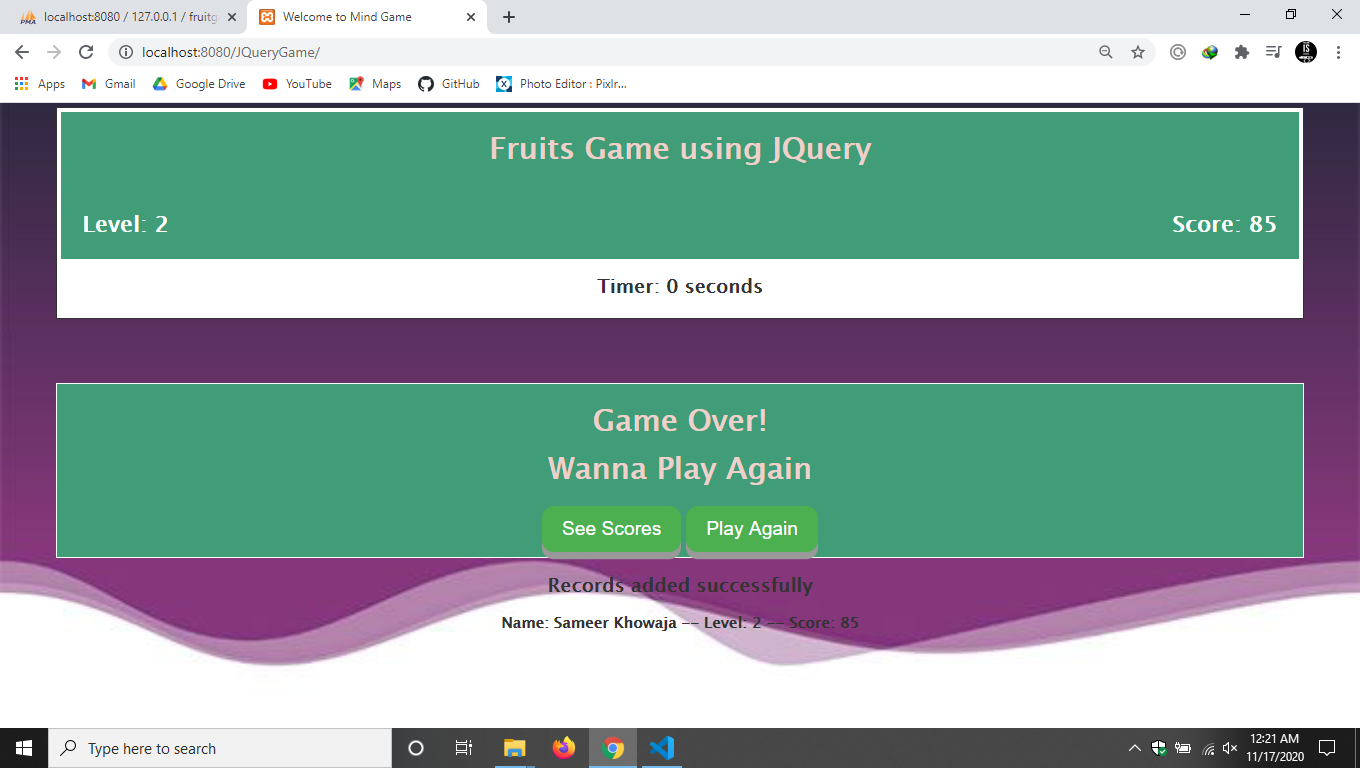 localhost:8080 / 127.0.0.1 / fruitg
Welcome to Mind Game
localhost:8080/JQueryGame/
Apps
Gmail
Google Drive
YouTube
Maps
GitHub
Photo Editor : Pixlr...
Fruits Game using JQuery
Level: 2
Score: 85
Timer: 0 seconds
Game Over!
Wanna Play Again
See Scores
Play Again
Records added successfully
Name: Sameer Khowaja -- Level: 2 -- Score: 85
Type here to search
12:21 AM
11/17/2020